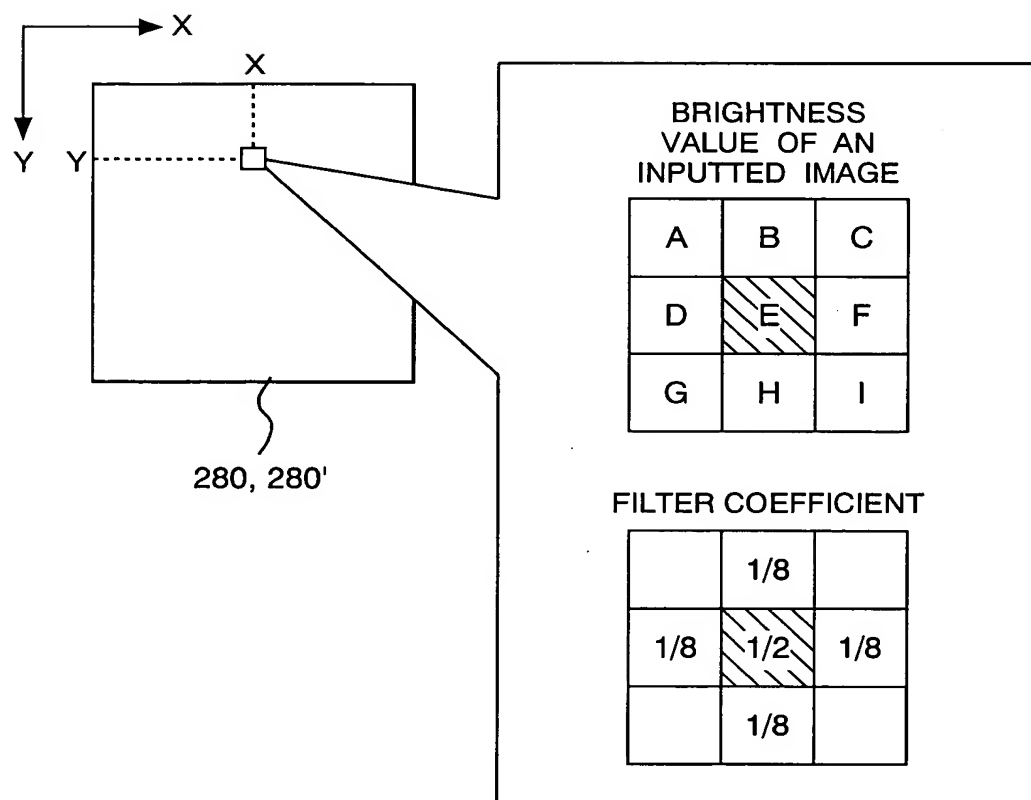 X
X
Y Y
280, 280'
BRIGHTNESS
VALUE OF AN
INPUTTED IMAGE
A B C
D E F
G H I
FILTER COEFFICIENT
1/8
1/8 1/2 1/8
1/8